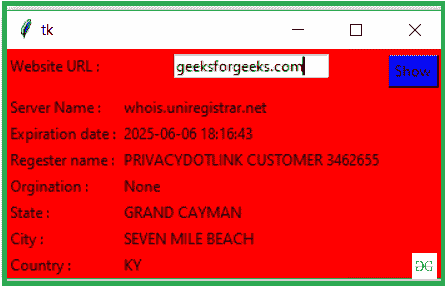 tk
Website URL : geeksforgeeks.com Show
Server Name : whois.uniregistrar.net
Expiration date : 2025-06-06 18:16:43
Regester name : PRIVACYDOTLINK CUSTOMER 3462655
Orgination : None
State : GRAND CAYMAN
City : SEVEN MILE BEACH
Country : KY